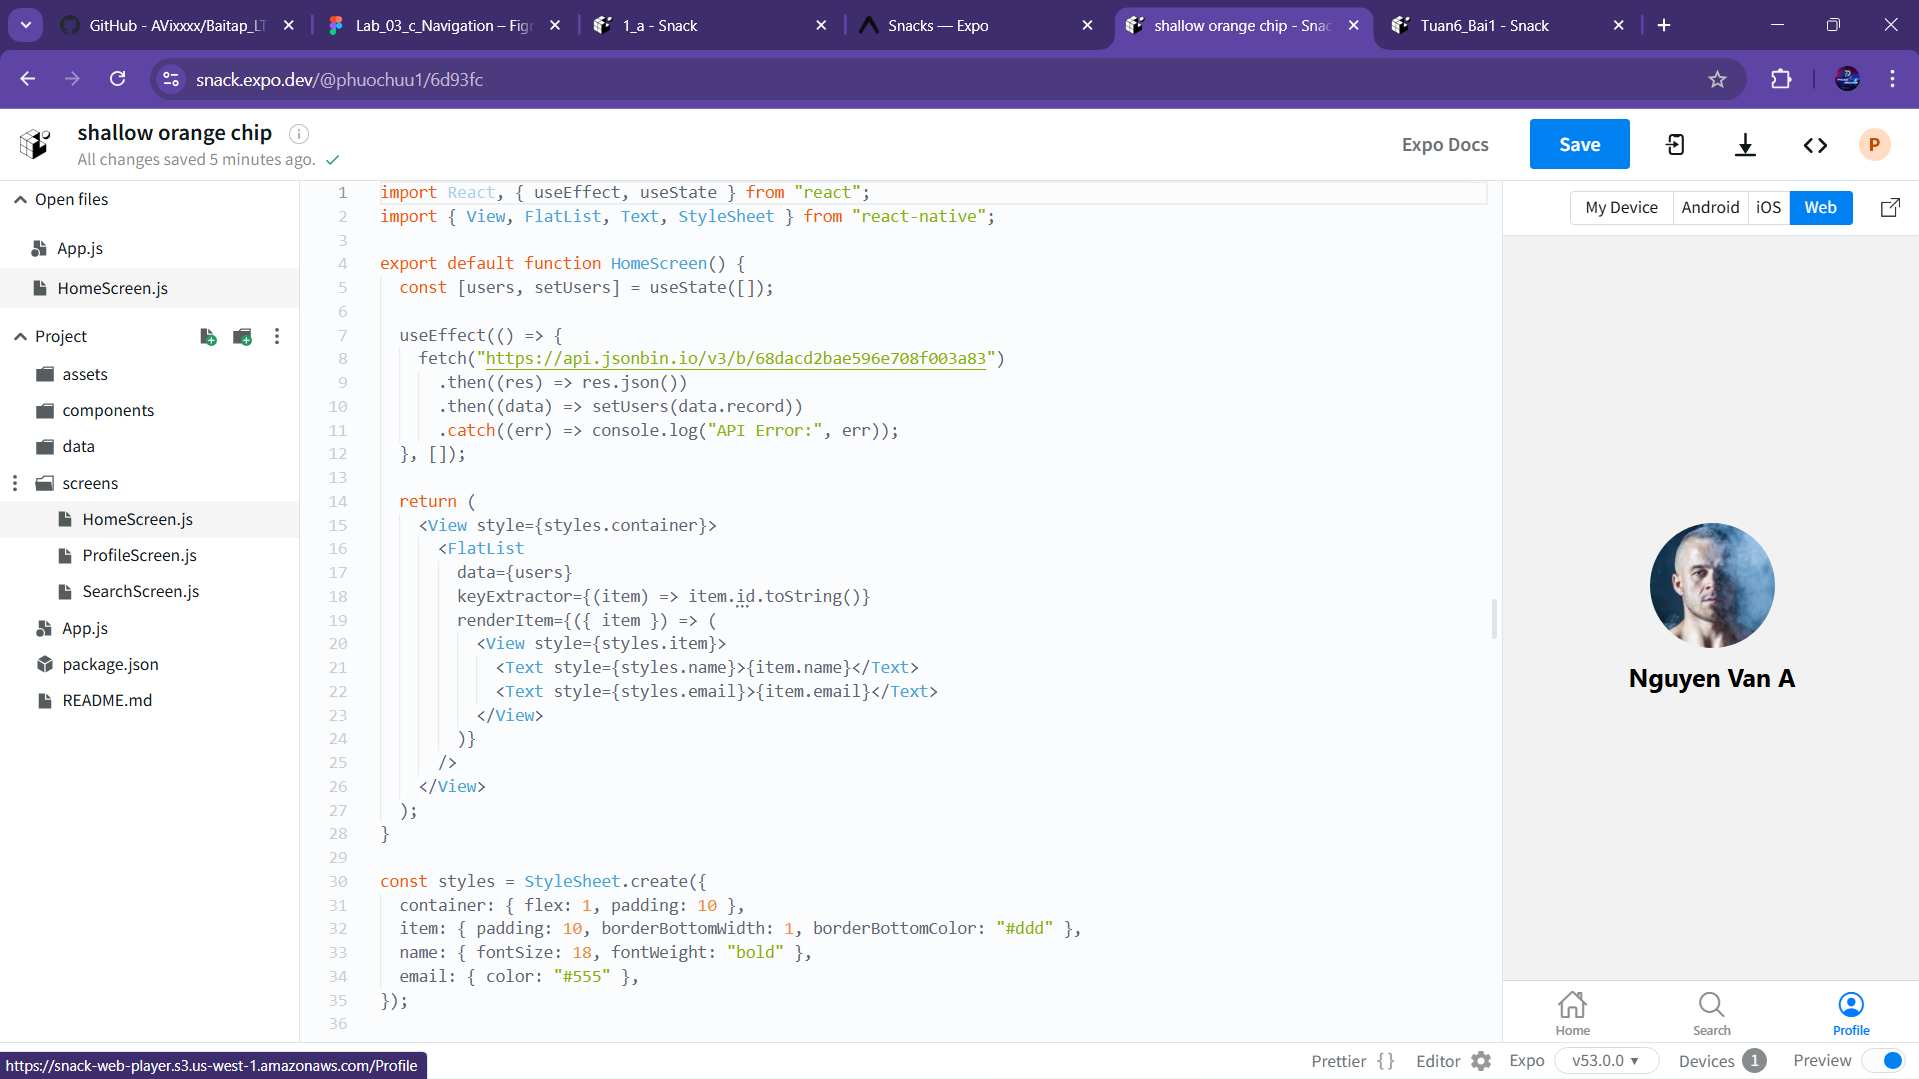 GitHub - AVixxxx/Baitap_LT
Lab_03_c_Navigation – Fig
1_a - Snack
Snacks — Expo
shallow orange chip - Snac
Tuan6_Bai1 - Snack
snack.expo.dev/@phuochuu1/6d93fc
shallow orange chip
All changes saved 5 minutes ago.
Expo Docs
Save
P
Open files
App.js
HomeScreen.js
Project
assets
components
data
screens
HomeScreen.js
ProfileScreen.js
SearchScreen.js
App.js
package.json
README.md
1 import React, { useEffect, useState } from "react";
2 import { View, FlatList, Text, StyleSheet } from "react-native";
3
4 export default function HomeScreen() {
5 const [users, setUsers] = useState([]);
6
7 useEffect(() => {
8 fetch("https://api.jsonbin.io/v3/b/68dacd2bae596e708f003a83")
9 .then((res) => res.json())
10 .then((data) => setUsers(data.record))
11 .catch((err) => console.log("API Error:", err));
12 }, []);
13
14 return (
15 <View style={styles.container}>
16 <FlatList
17 data={users}
18 keyExtractor={(item) => item.id.toString()}
19 renderItem={({ item }) => (
20 <View style={styles.item}>
21 <Text style={styles.name}>{item.name}</Text>
22 <Text style={styles.email}>{item.email}</Text>
23 </View>
24 )}
25 />
26 </View>
27 );
28 }
29
30 const styles = StyleSheet.create({
31 container: { flex: 1, padding: 10 },
32 item: { padding: 10, borderBottomWidth: 1, borderBottomColor: "#ddd" },
33 name: { fontSize: 18, fontWeight: "bold" },
34 email: { color: "#555" },
35 });
36
My Device
Android
iOS
Web
Nguyen Van A
Home
Search
Profile
https://snack-web-player.s3.us-west-1.amazonaws.com/Profile
Prettier { }
Editor
Expo
v53.0.0
Devices 1
Preview